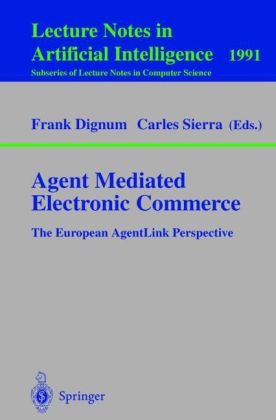 Lecture Notes in
Artificial Intelligence 1991
Subseries of Lecture Notes in Computer Science
Frank Dignum Carles Sierra (Eds.)
Agent Mediated
Electronic Commerce
The European AgentLink Perspective
Springer